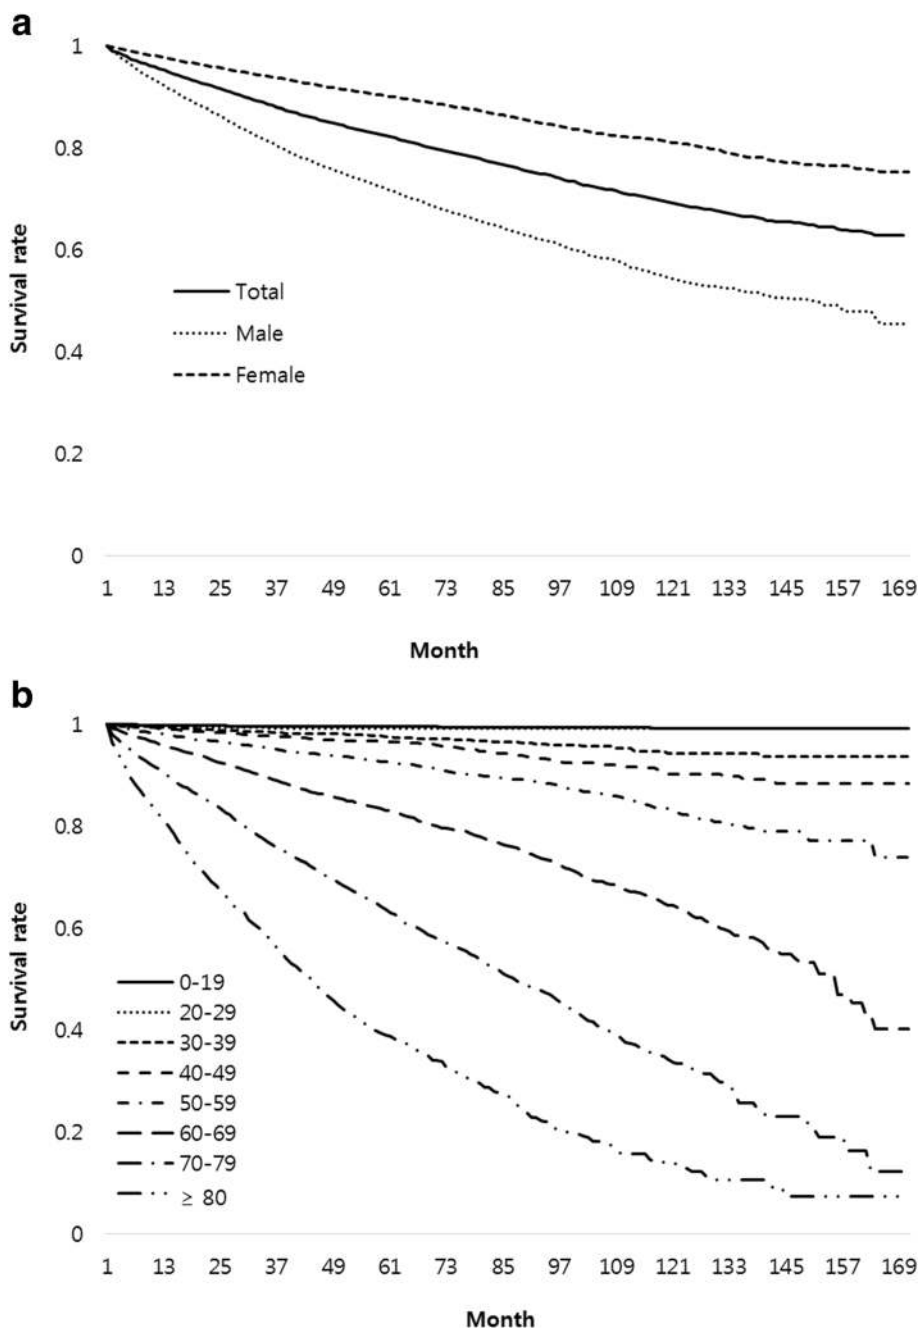 a
1
0.8
0.6
0.4
0.2
0
Survival rate
Total
Male
Female
1 13 25 37 49 61 73 85 97 109 121 133 145 157 169
Month
b
1
0.8
0.6
0.4
0.2
0
Survival rate
0-19
20-29
30-39
40-49
50-59
60-69
70-79
≥ 80
1 13 25 37 49 61 73 85 97 109 121 133 145 157 169
Month